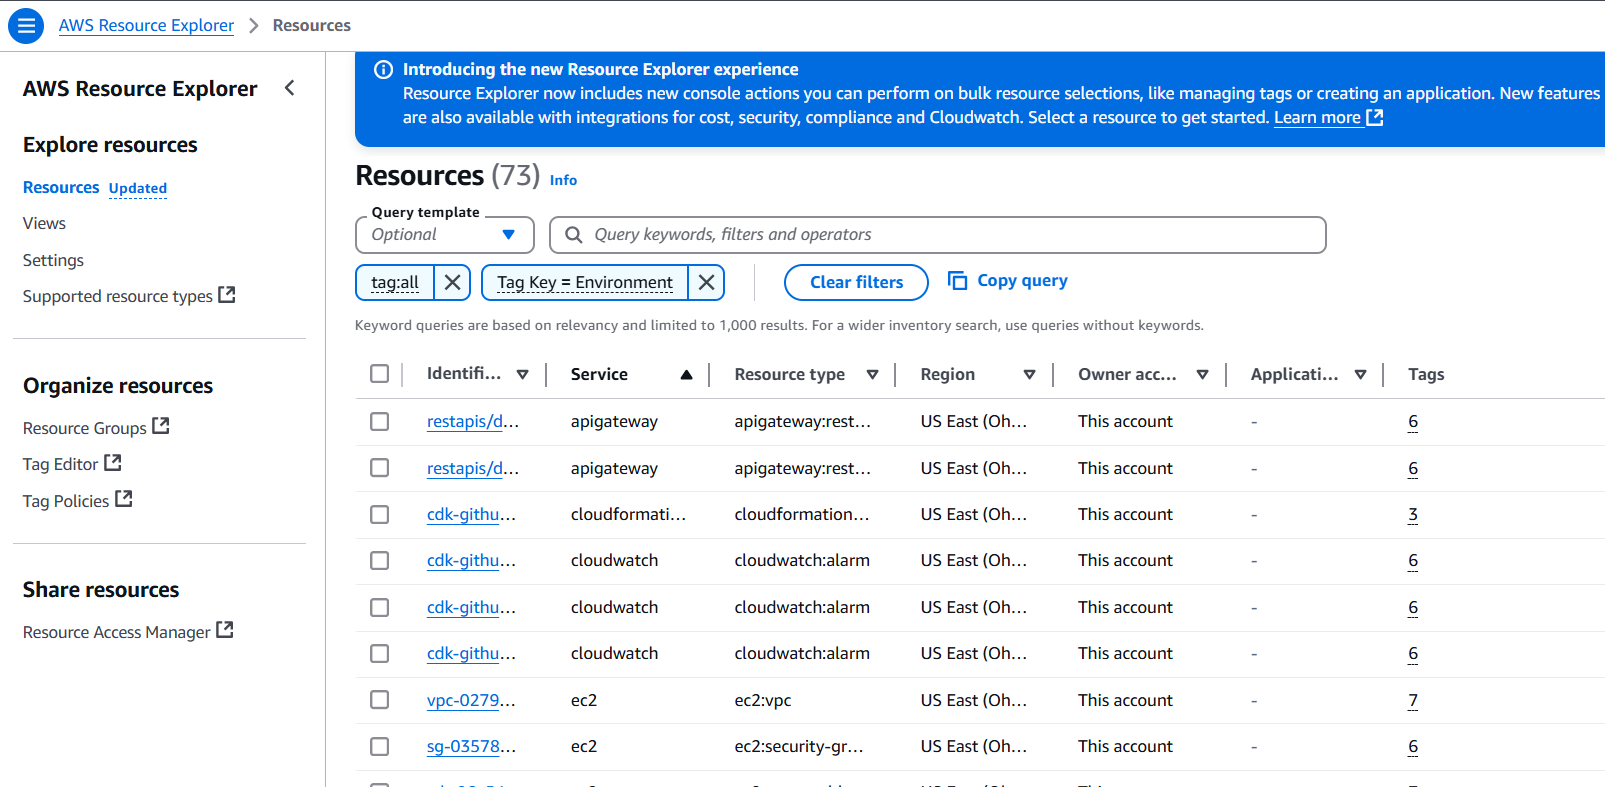 AWS Resource Explorer > Resources
AWS Resource Explorer
Explore resources
Resources Updated
Views
Settings
Supported resource types
Organize resources
Resource Groups
Tag Editor
Tag Policies
Share resources
Resource Access Manager
Introducing the new Resource Explorer experience
Resource Explorer now includes new console actions you can perform on bulk resource selections, like managing tags or creating an application. New features
are also available with integrations for cost, security, compliance and Cloudwatch. Select a resource to get started. Learn more
Resources (73) Info
Query template
Optional
Query keywords, filters and operators
tag:all Tag Key = Environment Clear filters Copy query
Keyword queries are based on relevancy and limited to 1,000 results. For a wider inventory search, use queries without keywords.
Identifi... Service Resource type Region Owner acc... Applicati... Tags
restapis/d... apigateway apigateway:rest... US East (Oh... This account - 6
restapis/d... apigateway apigateway:rest... US East (Oh... This account - 6
cdk-githu... cloudformati... cloudformation... US East (Oh... This account - 3
cdk-githu... cloudwatch cloudwatch:alarm US East (Oh... This account - 6
cdk-githu... cloudwatch cloudwatch:alarm US East (Oh... This account - 6
cdk-githu... cloudwatch cloudwatch:alarm US East (Oh... This account - 6
vpc-0279... ec2 ec2:vpc US East (Oh... This account - 7
sg-03578... ec2 ec2:security-gr... US East (Oh... This account - 6